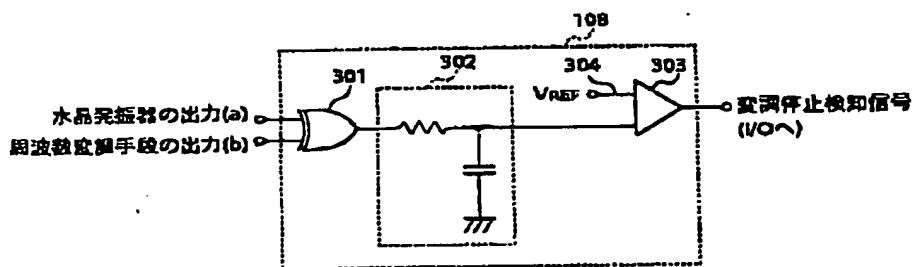 108
301
302
304
303
VREF
水晶発振器の出力(a)
周波数変調手段の出力(b)
変調停止検知信号
(I/Oへ)